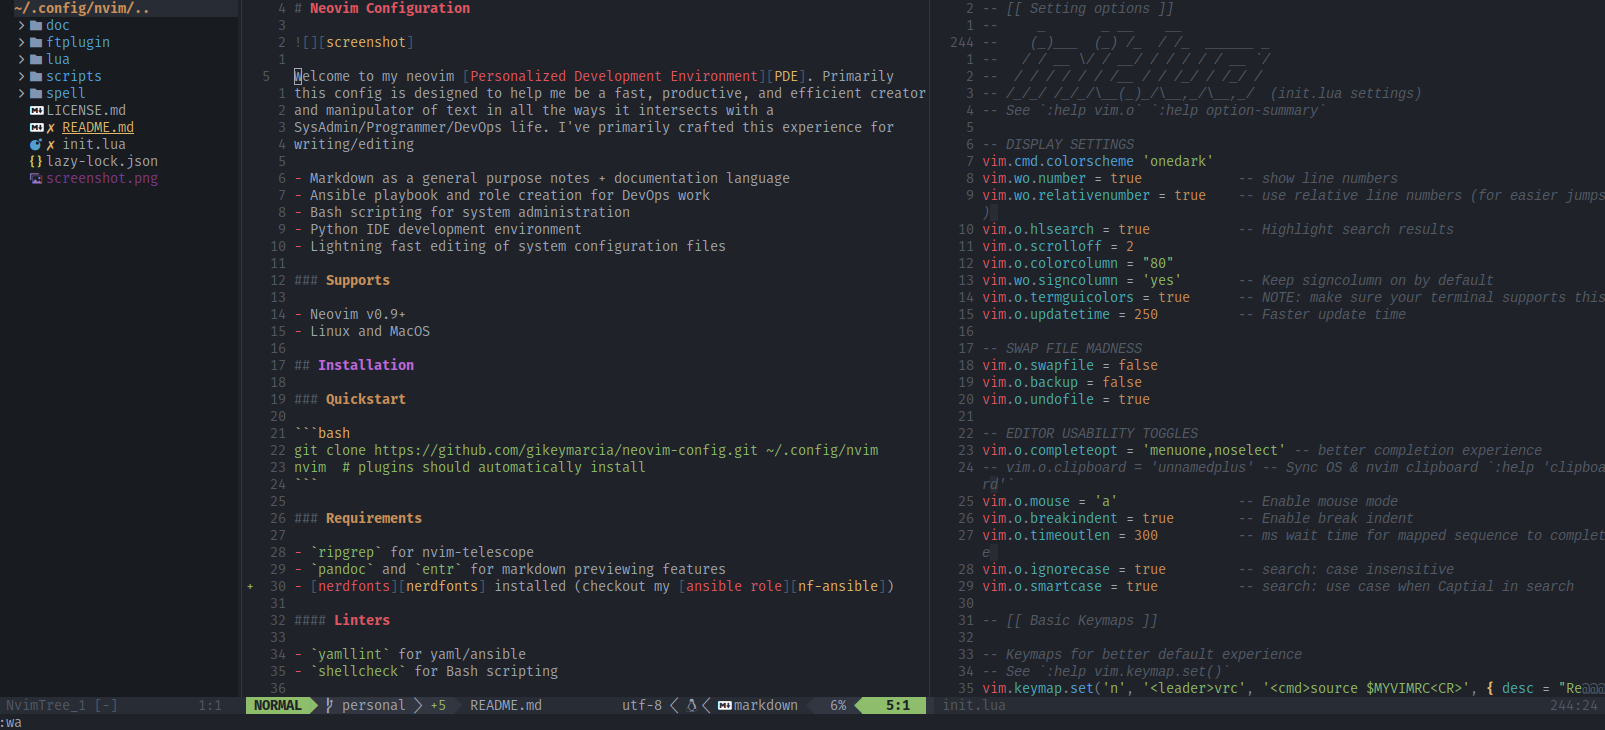 ~/.config/nvim/..
doc
ftplugin
lua
scripts
spell
LICENSE.md
✗ README.md
✗ init.lua
{} lazy-lock.json
screenshot.png
NvimTree_1 [-] 1:1
4 # Neovim Configuration
3
2 ![][screenshot]
1
5 Welcome to my neovim [Personalized Development Environment][PDE]. Primarily
1 this config is designed to help me be a fast, productive, and efficient creator
2 and manipulator of text in all the ways it intersects with a
3 SysAdmin/Programmer/DevOps life. I've primarily crafted this experience for
4 writing/editing
5
6 - Markdown as a general purpose notes + documentation language
7 - Ansible playbook and role creation for DevOps work
8 - Bash scripting for system administration
9 - Python IDE development environment
10 - Lightning fast editing of system configuration files
11
12 ### Supports
13
14 - Neovim v0.9+
15 - Linux and MacOS
16
17 ## Installation
18
19 ### Quickstart
20
21 ```bash
22 git clone https://github.com/gikeymarcia/neovim-config.git ~/.config/nvim
23 nvim  # plugins should automatically install
24 ```
25
26 ### Requirements
27
28 - `ripgrep` for nvim-telescope
29 - `pandoc` and `entr` for markdown previewing features
+ 30 - [nerdfonts][nerdfonts] installed (checkout my [ansible role][nf-ansible])
31
32 #### Linters
33
34 - `yamllint` for yaml/ansible
35 - `shellcheck` for Bash scripting
36
NORMAL personal +5 README.md utf-8 markdown 6% 5:1
2 -- [[ Setting options ]]
1 --     _       _ __    __
244 --    (_)___  (_) /_  / /_  ______ _
1 --   / / __ \/ / __/ / / / / / __ `/
2 --  / / / / / / /__ / / /_/ / /_/ /
3 -- /_/_/ /_/_/\__(_)_/\__,_/\__,_/  (init.lua settings)
4 -- See `:help vim.o` `:help option-summary`
5
6 -- DISPLAY SETTINGS
7 vim.cmd.colorscheme 'onedark'
8 vim.wo.number = true            -- show line numbers
9 vim.wo.relativenumber = true    -- use relative line numbers (for easier jumps
)
10 vim.o.hlsearch = true           -- Highlight search results
11 vim.o.scrolloff = 2
12 vim.o.colorcolumn = "80"
13 vim.wo.signcolumn = 'yes'       -- Keep signcolumn on by default
14 vim.o.termguicolors = true      -- NOTE: make sure your terminal supports this
15 vim.o.updatetime = 250          -- Faster update time
16
17 -- SWAP FILE MADNESS
18 vim.o.swapfile = false
19 vim.o.backup = false
20 vim.o.undofile = true
21
22 -- EDITOR USABILITY TOGGLES
23 vim.o.completeopt = 'menuone,noselect' -- better completion experience
24 -- vim.o.clipboard = 'unnamedplus' -- Sync OS & nvim clipboard `:help 'clipboa
rd'`
25 vim.o.mouse = 'a'               -- Enable mouse mode
26 vim.o.breakindent = true        -- Enable break indent
27 vim.o.timeoutlen = 300          -- ms wait time for mapped sequence to complet
e
28 vim.o.ignorecase = true         -- search: case insensitive
29 vim.o.smartcase = true          -- search: use case when Captial in search
30
31 -- [[ Basic Keymaps ]]
32
33 -- Keymaps for better default experience
34 -- See `:help vim.keymap.set()`
35 vim.keymap.set('n', '<leader>vrc', '<cmd>source $MYVIMRC<CR>', { desc = "Re@@@
init.lua 244:24
:wa